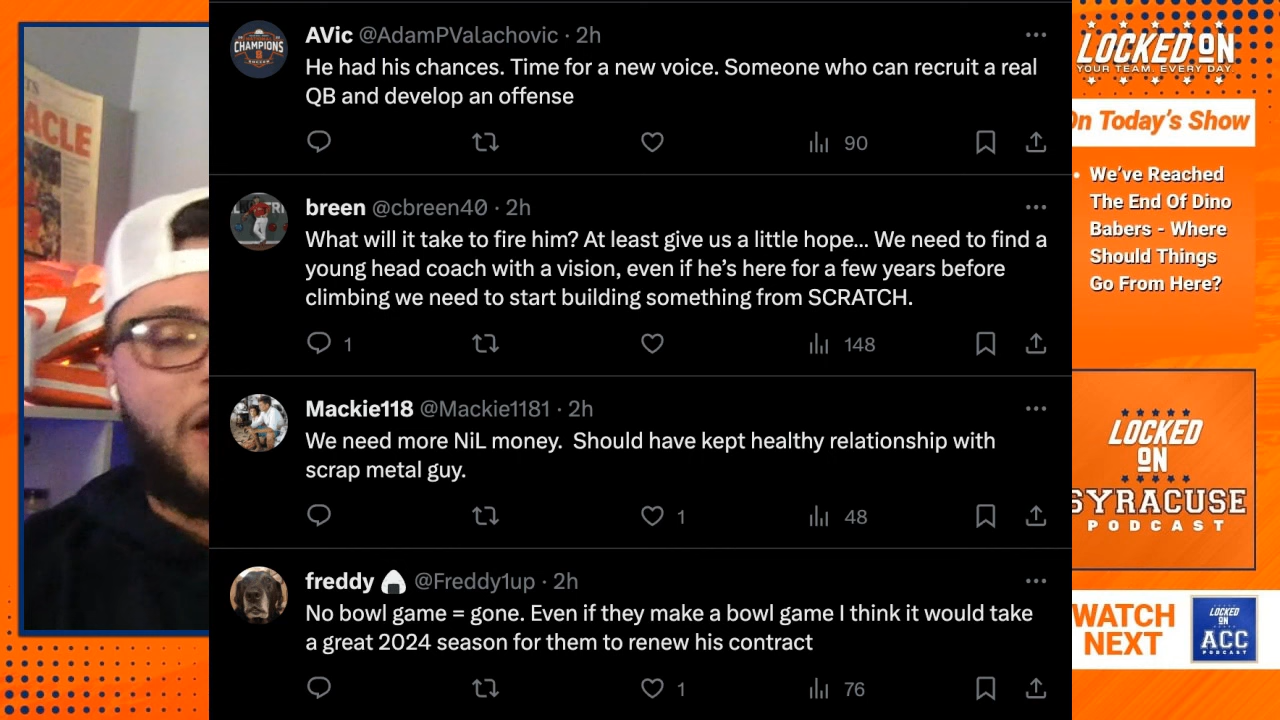 AVic @AdamPValachovic · 2h
He had his chances. Time for a new voice. Someone who can recruit a real
QB and develop an offense
90
breen @cbreen40 · 2h
What will it take to fire him? At least give us a little hope... We need to find a
young head coach with a vision, even if he’s here for a few years before
climbing we need to start building something from SCRATCH.
1 148
Mackie118 @Mackie1181 · 2h
We need more NiL money. Should have kept healthy relationship with
scrap metal guy.
1 48
freddy 🍙 @Freddy1up · 2h
No bowl game = gone. Even if they make a bowl game I think it would take
a great 2024 season for them to renew his contract
1 76
CHAMPIONS
ACLE
LOCKED ON
YOUR TEAM. EVERY DAY.
On Today’s Show
• We’ve Reached
The End Of Dino
Babers - Where
Should Things
Go From Here?
LOCKED
ON
SYRACUSE
PODCAST
WATCH
NEXT
LOCKED
ON
ACC
PODCAST